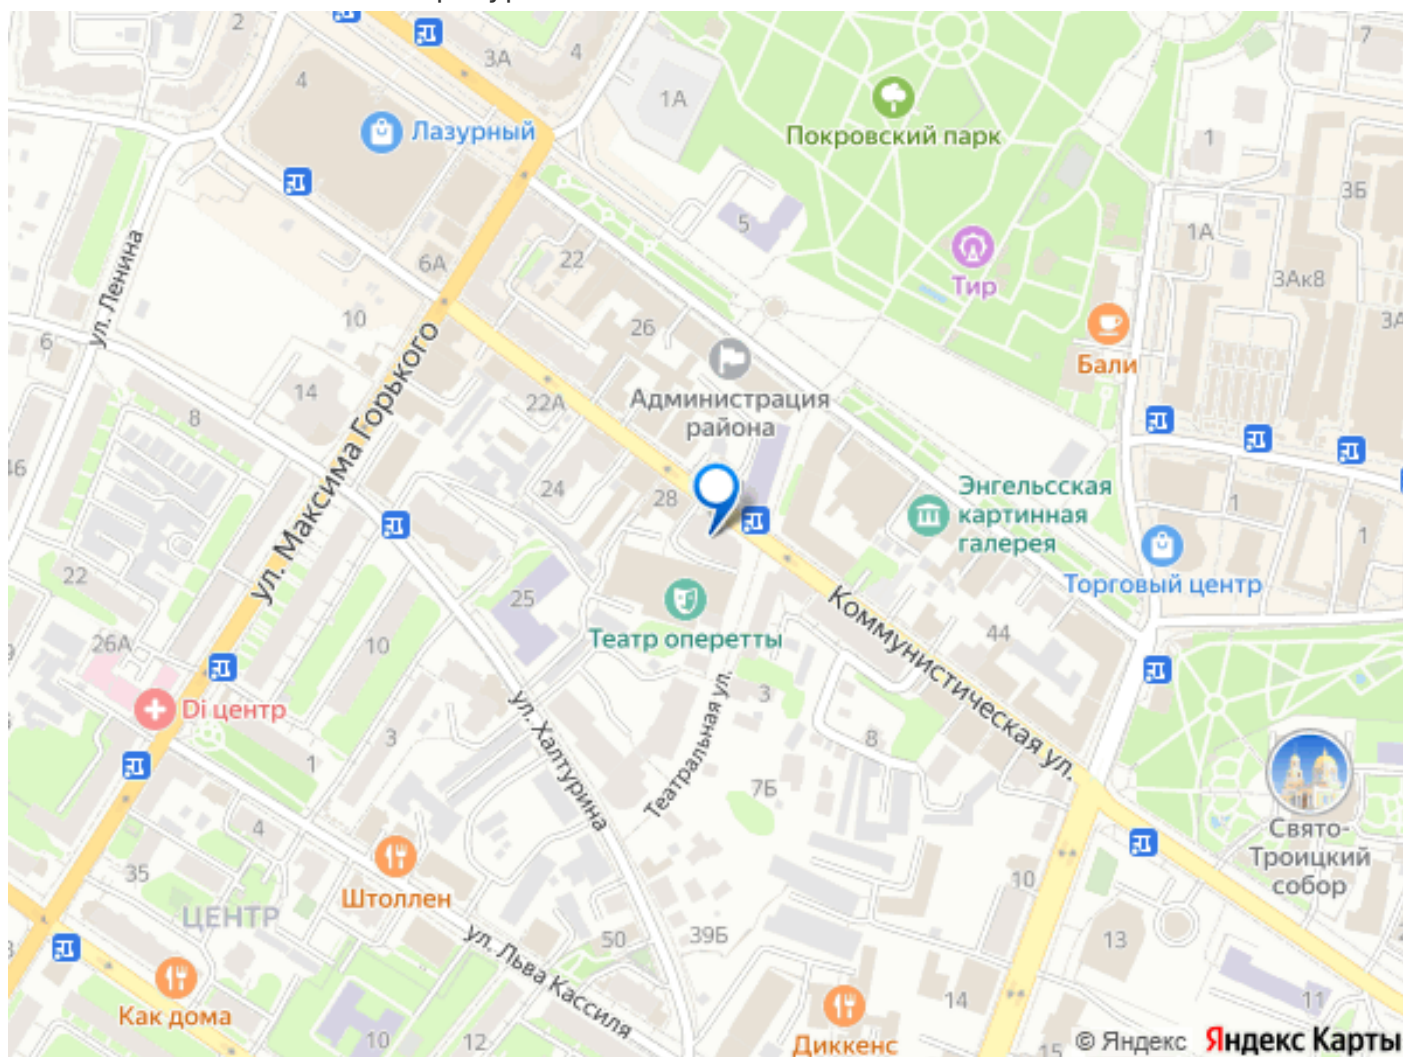 2
3А
4
4
1А
7
Лазурный
Покровский парк
1
3Б
5
ул. Ленина
22
6А
Тир
1А
3Ак8
3А
10
26
6
Бали
14
Администрация
района
22А
8
ул. Максима Горького
46
24
28
Энгельсская
картинная
галерея
1
1
Торговый центр
22
25
Коммунистическая ул.
Театр оперетты
44
26А
10
3
Di центр
ул. Халтурина
Театральная ул.
3
8
1
7Б
4
Свято-
Троицкий
собор
35
Штоллен
10
ЦЕНТР
ул. Льва Кассиля
50
39Б
13
Как дома
10
12
Диккенс
14
15
11
© Яндекс Яндекс Карты